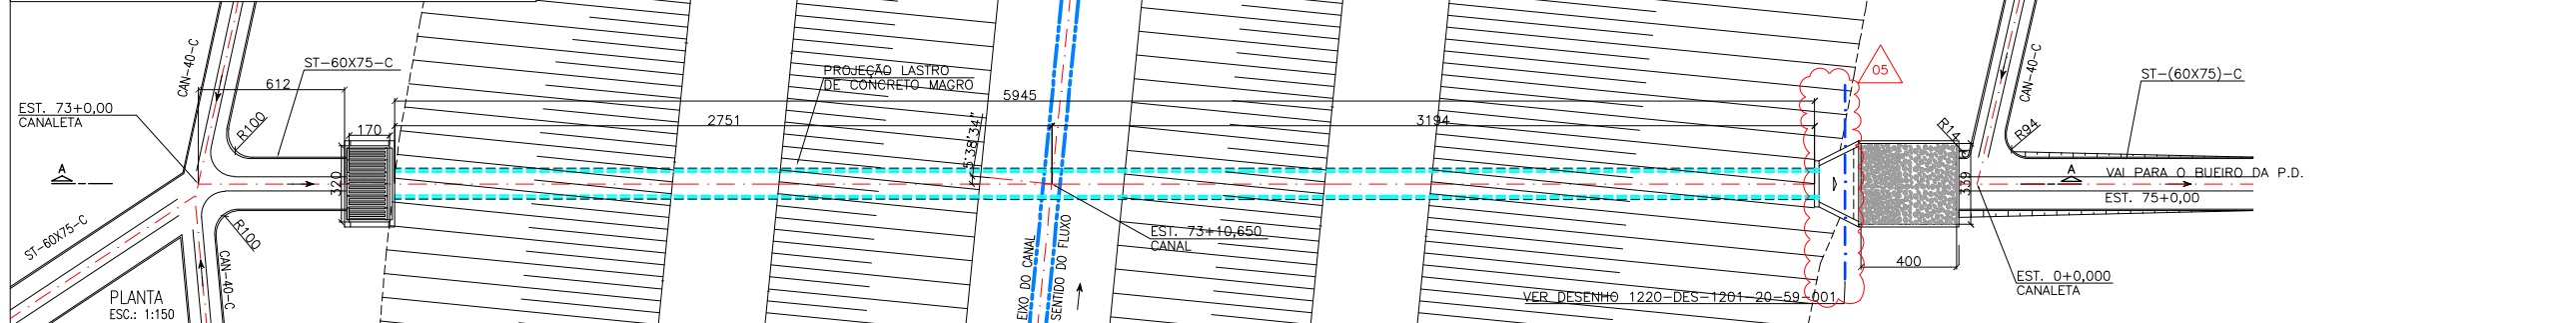 CAN-40-C
ST-60X75-C
612
EST. 73+0,00
CANALETA
R100
170
320
A
ST-60X75-C
R100
CAN-40-C
PLANTA
ESC.: 1:150
PROJEÇÃO LASTRO
DE CONCRETO MAGRO
5945
2751
3194
5°38'34"
EST. 73+10,650
CANAL
EIXO DO CANAL
SENTIDO DO FLUXO
VER DESENHO 1220-DES-1201-20-59-001
05
400
339
R14
R94
CAN-40-C
ST-(60X75)-C
A
VAI PARA O BUEIRO DA P.D.
EST. 75+0,00
EST. 0+0,000
CANALETA